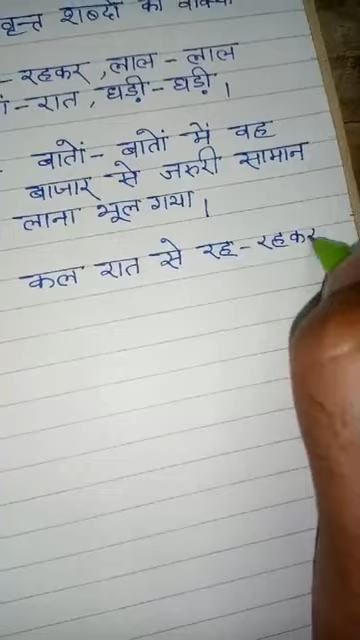 शब्दों का वाक्यों
- रहकर, लाल - लाल
- रात, घड़ी - घड़ी।
बातों - बातों में वह
बाजार से जरुरी सामान
लाना भूल गया।
कल रात से रह - रहकर